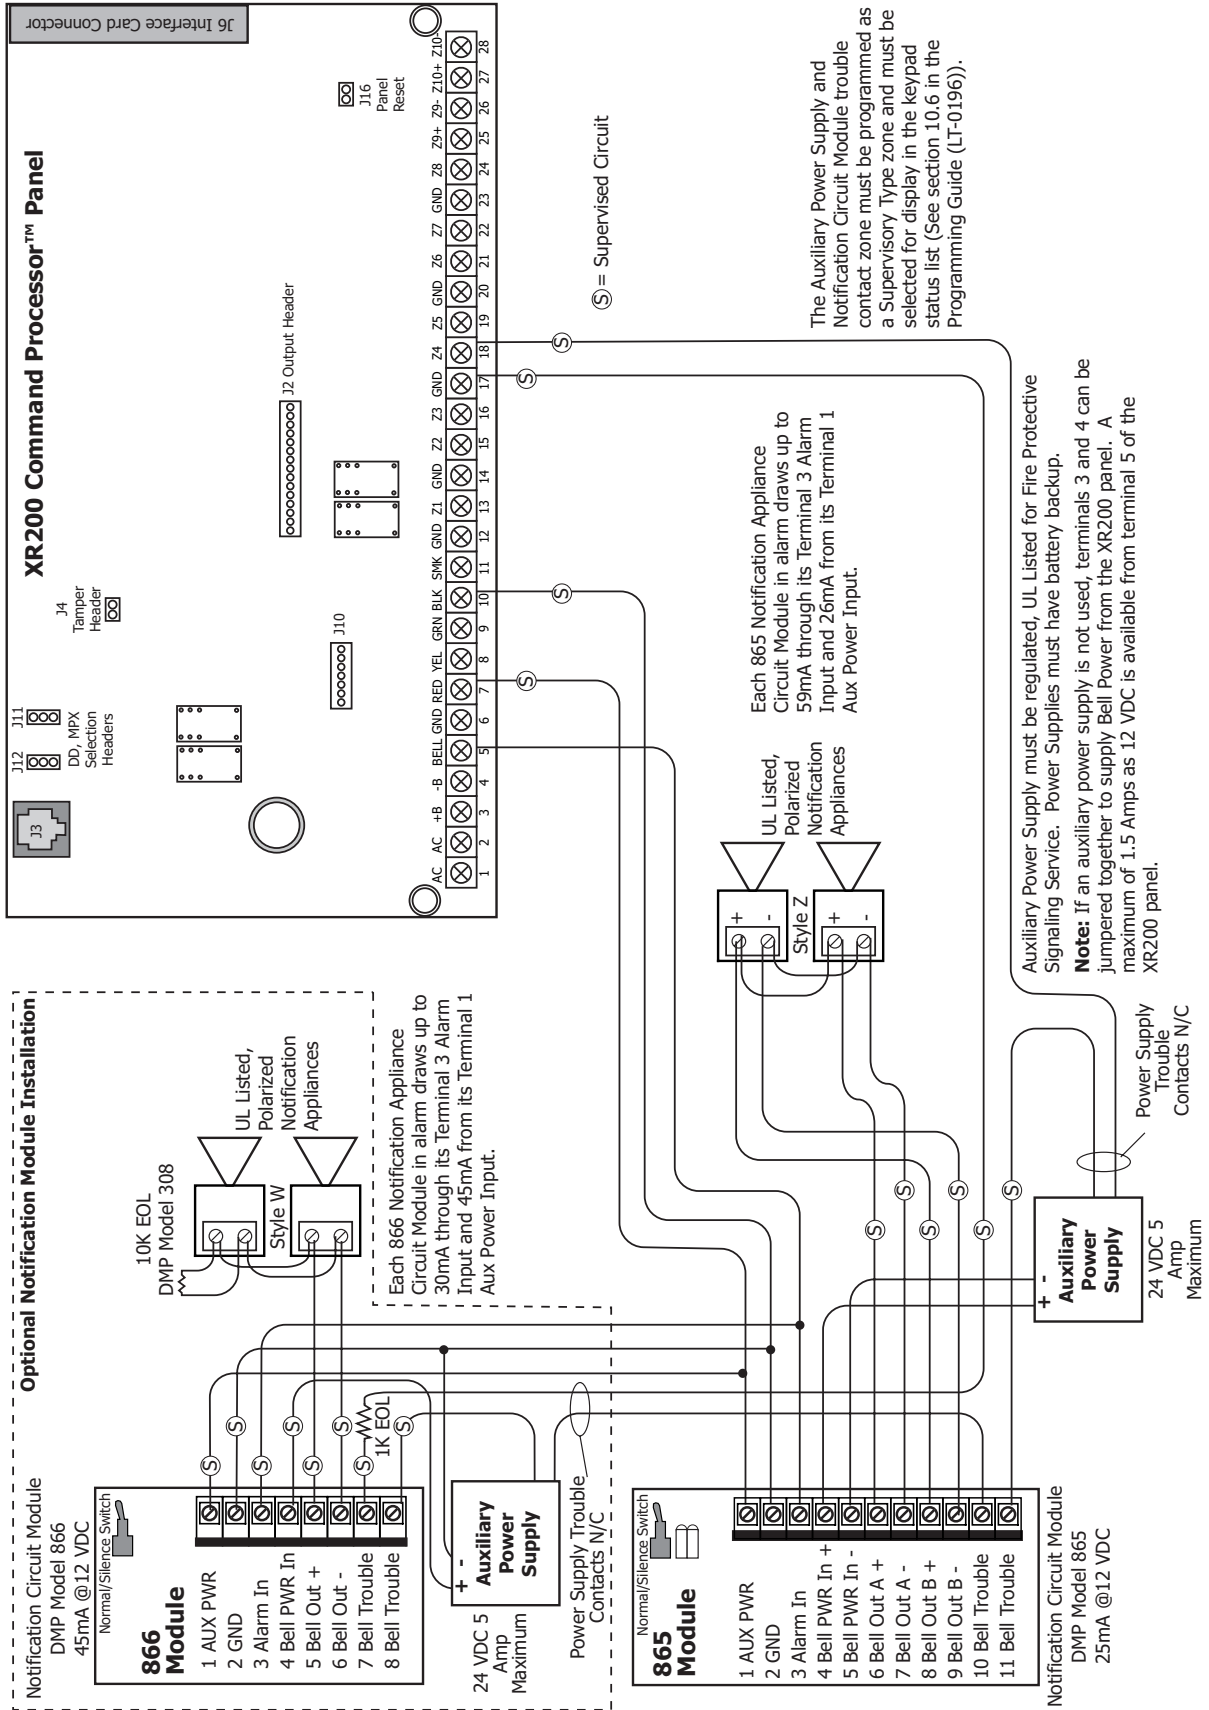 XR200 Command Processor™ Panel
J6 Interface Card Connector
J3
J12
J11
DD, MPX
Selection
Headers
J4
Tamper
Header
J10
J2 Output Header
J16
Panel
Reset
AC AC +B -B BELL GND RED YEL GRN BLK SMK GND Z1 GND Z2 Z3 GND Z4 Z5 GND Z6 Z7 GND Z8 Z9+ Z9- Z10+ Z10-
1 2 3 4 5 6 7 8 9 10 11 12 13 14 15 16 17 18 19 20 21 22 23 24 25 26 27 28
S = Supervised Circuit
S
S
S
S
S
The Auxiliary Power Supply and
Notification Circuit Module trouble
contact zone must be programmed as
a Supervisory Type zone and must be
selected for display in the keypad
status list (See section 10.6 in the
Programming Guide (LT-0196)).
Optional Notification Module Installation
Notification Circuit Module
DMP Model 866
45mA @12 VDC
Normal/Silence Switch
866
Module
1 AUX PWR
2 GND
3 Alarm In
4 Bell PWR In
5 Bell Out +
6 Bell Out -
7 Bell Trouble
8 Bell Trouble
S
S
S
S
S
S
S
S
1K EOL
10K EOL
DMP Model 308
Style W
UL Listed,
Polarized
Notification
Appliances
Each 866 Notification Appliance
Circuit Module in alarm draws up to
30mA through its Terminal 3 Alarm
Input and 45mA from its Terminal 1
Aux Power Input.
+ -
Auxiliary
Power
Supply
24 VDC 5
Amp
Maximum
Power Supply Trouble
Contacts N/C
Normal/Silence Switch
865
Module
1 AUX PWR
2 GND
3 Alarm In
4 Bell PWR In +
5 Bell PWR In -
6 Bell Out A +
7 Bell Out A -
8 Bell Out B +
9 Bell Out B -
10 Bell Trouble
11 Bell Trouble
Notification Circuit Module
DMP Model 865
25mA @12 VDC
S
S
S
S
S
S
+ -
Style Z
+ -
UL Listed,
Polarized
Notification
Appliances
Each 865 Notification Appliance
Circuit Module in alarm draws up to
59mA through its Terminal 3 Alarm
Input and 26mA from its Terminal 1
Aux Power Input.
+ -
Auxiliary
Power
Supply
24 VDC 5
Amp
Maximum
Power Supply
Trouble
Contacts N/C
Auxiliary Power Supply must be regulated, UL Listed for Fire Protective
Signaling Service. Power Supplies must have battery backup.
Note: If an auxiliary power supply is not used, terminals 3 and 4 can be
jumpered together to supply Bell Power from the XR200 panel. A
maximum of 1.5 Amps as 12 VDC is available from terminal 5 of the
XR200 panel.